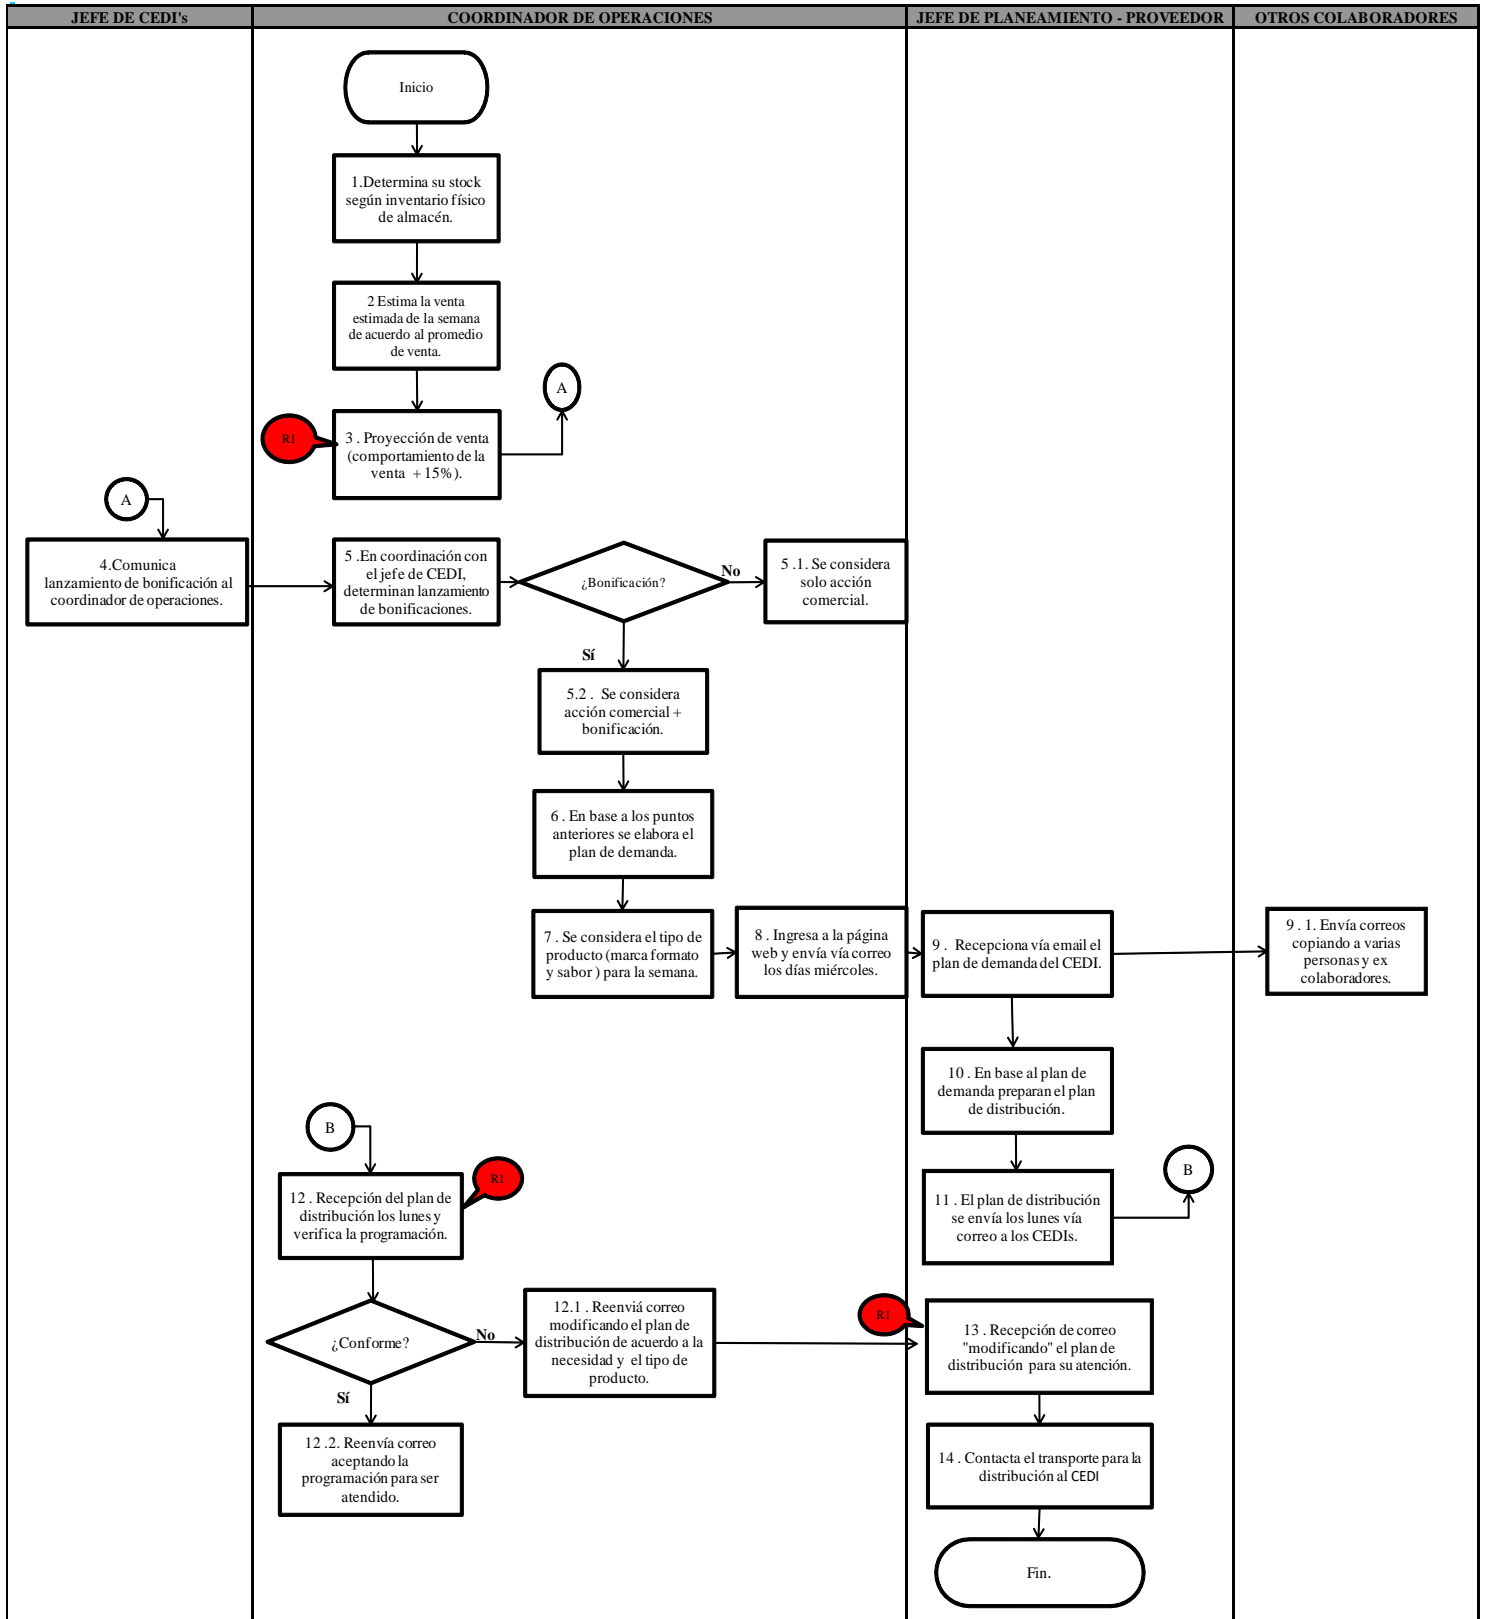 JEFE DE CEDI's
COORDINADOR DE OPERACIONES
JEFE DE PLANEAMIENTO - PROVEEDOR
OTROS COLABORADORES
Inicio
1.Determina su stock
según inventario físico
de almacén.
2 Estima la venta
estimada de la semana
de acuerdo al promedio
de venta.
A
R1
3 . Proyección de venta
(comportamiento de la
venta + 15%).
A
4.Comunica
lanzamiento de bonificación al
coordinador de operaciones.
5 .En coordinación con
el jefe de CEDI,
determinan lanzamiento
de bonificaciones.
¿Bonificación?
No
5 .1. Se considera
solo acción
comercial.
Sí
5.2 . Se considera
acción comercial +
bonificación.
6 . En base a los puntos
anteriores se elabora el
plan de demanda.
7 . Se considera el tipo de
producto (marca formato
y sabor ) para la semana.
8 . Ingresa a la página
web y envía vía correo
los días miércoles.
9 . Recepciona vía email el
plan de demanda del CEDI.
9 . 1. Envía correos
copiando a varias
personas y ex
colaboradores.
10 . En base al plan de
demanda preparan el plan
de distribución.
B
B
R1
12 . Recepción del plan de
distribución los lunes y
verifica la programación.
11 . El plan de distribución
se envía los lunes vía
correo a los CEDIs.
¿Conforme?
No
12.1 . Reenviá correo
modificando el plan de
distribución de acuerdo a la
necesidad y el tipo de
producto.
R1
13 . Recepción de correo
"modificando" el plan de
distribución para su atención.
Sí
12 .2. Reenvía correo
aceptando la
programación para ser
atendido.
14 . Contacta el transporte para la
distribución al CEDI
Fin.